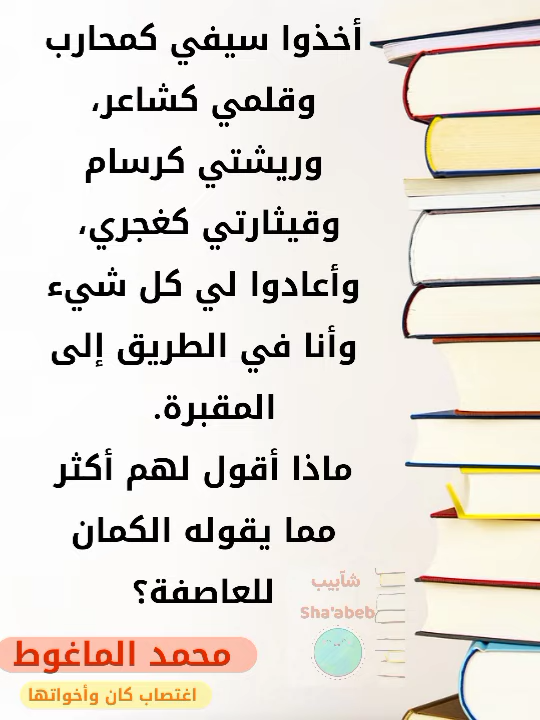 أخذوا سيفي كمحارب
وقلمي كشاعر،
وريشتي كرسام
وقيثارتي كغجري،
وأعادوا لي كل شيء
وأنا في الطريق إلى
المقبرة.
ماذا أقول لهم أكثر
مما يقوله الكمان
للعاصفة؟
شآبيب
Sha'abeb
محمد الماغوط
اغتصاب كان وأخواتها